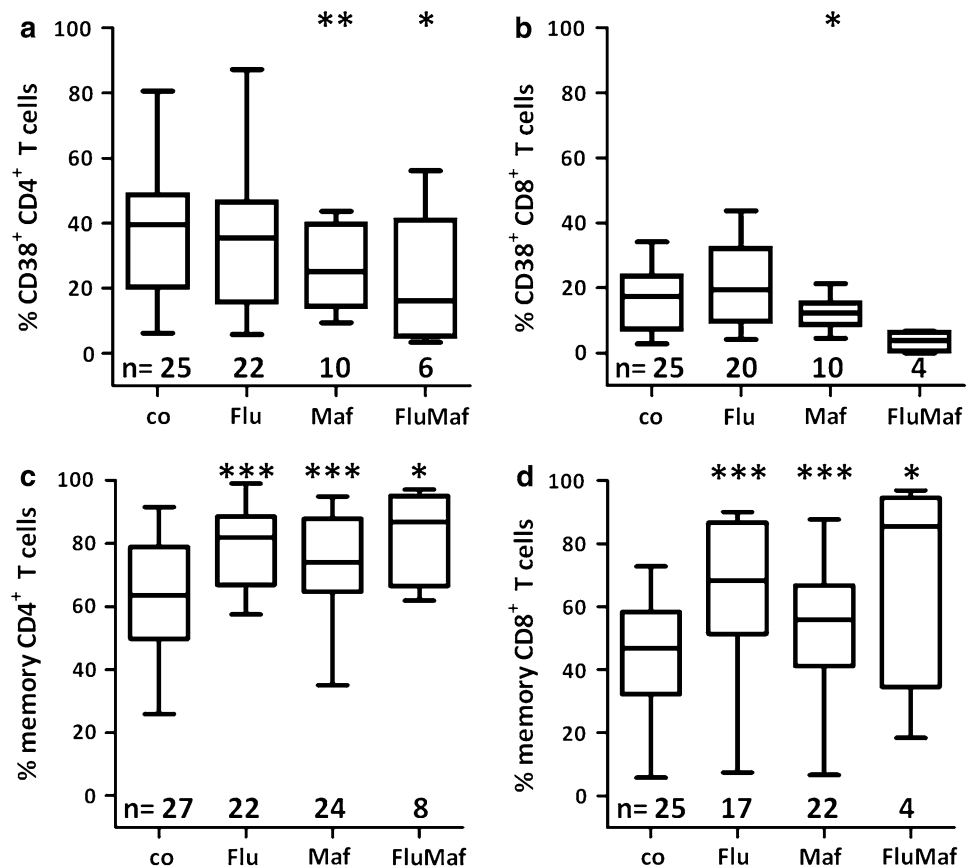 a
**
*
% CD38+ CD4+ T cells
100
80
60
40
20
0
n= 25 22 10 6
co Flu Maf FluMaf
b
*
% CD38+ CD8+ T cells
100
80
60
40
20
0
n= 25 20 10 4
co Flu Maf FluMaf
c
*** *** *
% memory CD4+ T cells
100
80
60
40
20
0
n= 27 22 24 8
co Flu Maf FluMaf
d
*** *** *
% memory CD8+ T cells
100
80
60
40
20
0
n= 25 17 22 4
co Flu Maf FluMaf